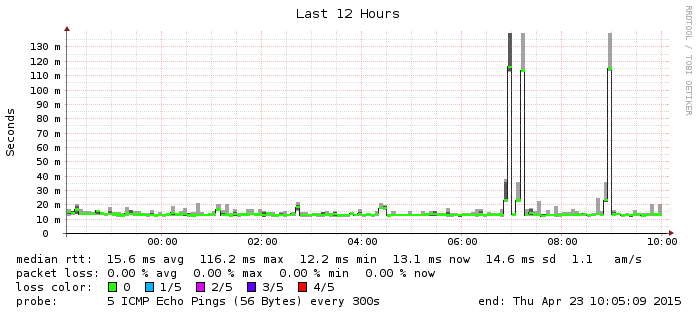 Last 12 Hours
RRDTOOL / TOBI OETIKER
Seconds
130 m
120 m
110 m
100 m
90 m
80 m
70 m
60 m
50 m
40 m
30 m
20 m
10 m
0
00:00 02:00 04:00 06:00 08:00 10:00
median rtt: 15.6 ms avg 116.2 ms max 12.2 ms min 13.1 ms now 14.6 ms sd 1.1 am/s
packet loss: 0.00 % avg 0.00 % max 0.00 % min 0.00 % now
loss color: 0 1/5 2/5 3/5 4/5
probe: 5 ICMP Echo Pings (56 Bytes) every 300s end: Thu Apr 23 10:05:09 2015